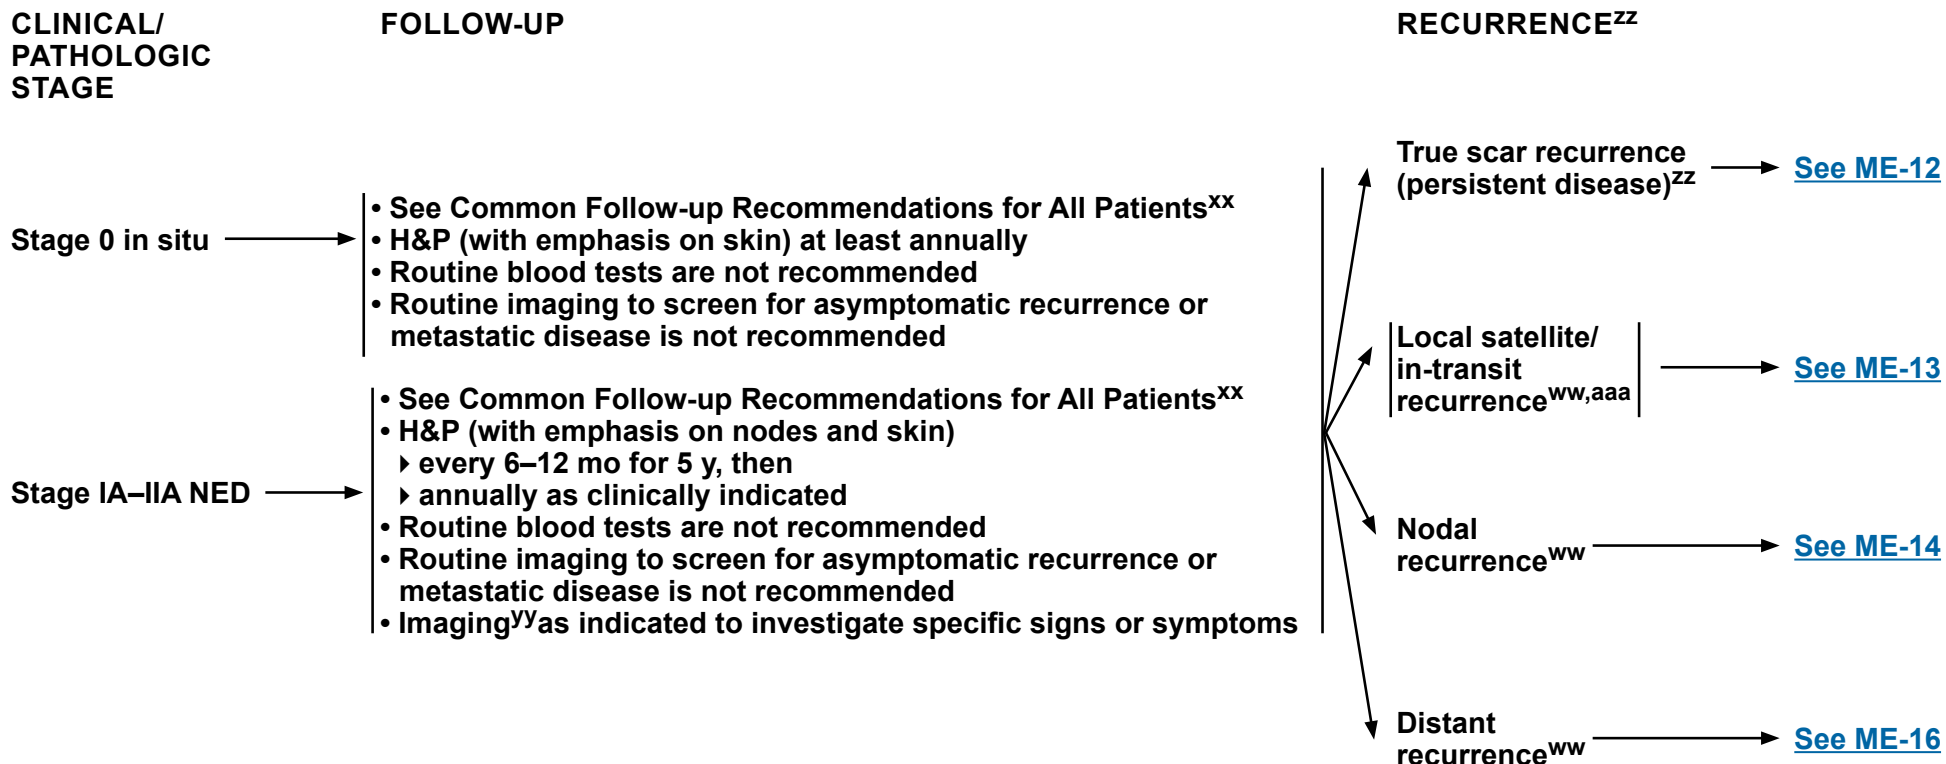 CLINICAL/
PATHOLOGIC
STAGE
FOLLOW-UP
RECURRENCEzz
Stage 0 in situ
• See Common Follow-up Recommendations for All Patientsxx
• H&P (with emphasis on skin) at least annually
• Routine blood tests are not recommended
• Routine imaging to screen for asymptomatic recurrence or
metastatic disease is not recommended
Stage IA–IIA NED
• See Common Follow-up Recommendations for All Patientsxx
• H&P (with emphasis on nodes and skin)
▸ every 6–12 mo for 5 y, then
▸ annually as clinically indicated
• Routine blood tests are not recommended
• Routine imaging to screen for asymptomatic recurrence or
metastatic disease is not recommended
• Imagingyyas indicated to investigate specific signs or symptoms
True scar recurrence
(persistent disease)zz
See ME-12
Local satellite/
in-transit
recurrenceww,aaa
See ME-13
Nodal
recurrenceww
See ME-14
Distant
recurrenceww
See ME-16